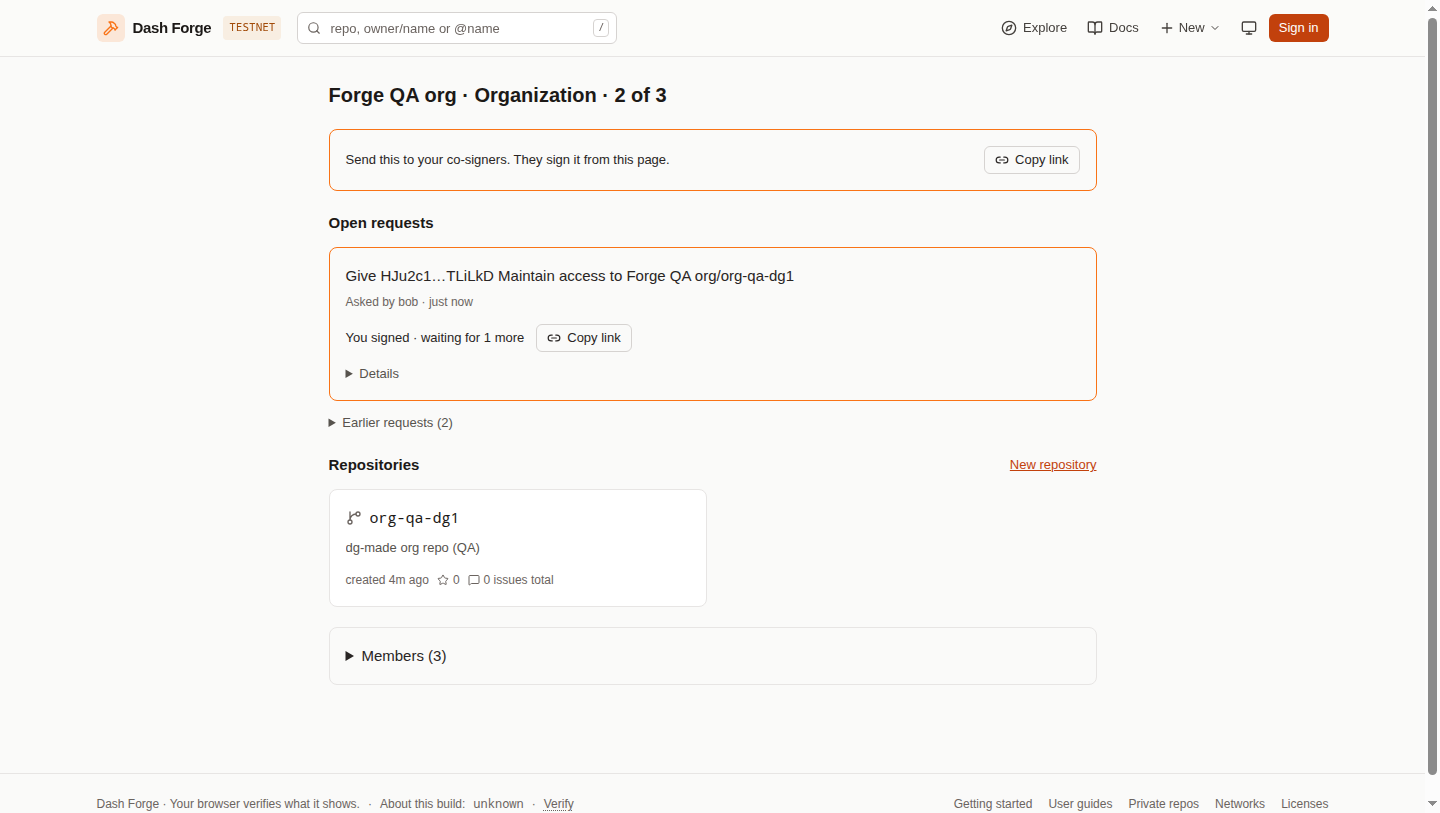 Dash Forge TESTNET repo, owner/name or @name / Explore Docs New Sign in
Forge QA org · Organization · 2 of 3
Send this to your co-signers. They sign it from this page. Copy link
Open requests
Give HJu2c1…TLiLkD Maintain access to Forge QA org/org-qa-dg1
Asked by bob · just now
You signed · waiting for 1 more Copy link
Details
Earlier requests (2)
Repositories New repository
org-qa-dg1
dg-made org repo (QA)
created 4m ago 0 0 issues total
Members (3)
Dash Forge · Your browser verifies what it shows. · About this build: unknown · Verify Getting started User guides Private repos Networks Licenses